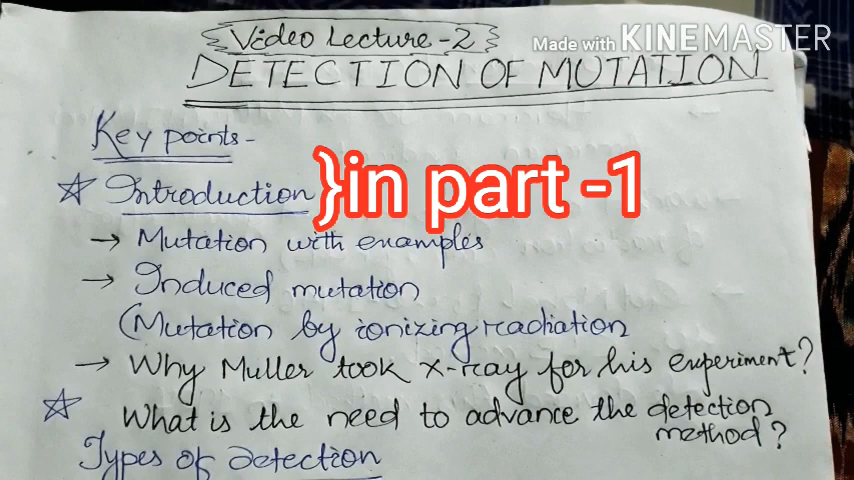 Video Lecture - 2
Made with KINEMASTER
DETECTION OF MUTATION
Key points -
☆ Introduction }in part -1
→ Mutation with examples
→ Induced mutation
(Mutation by ionizing radiation
→ Why Muller took x-ray for his experiment?
☆ What is the need to advance the detection
method?
Types of detection